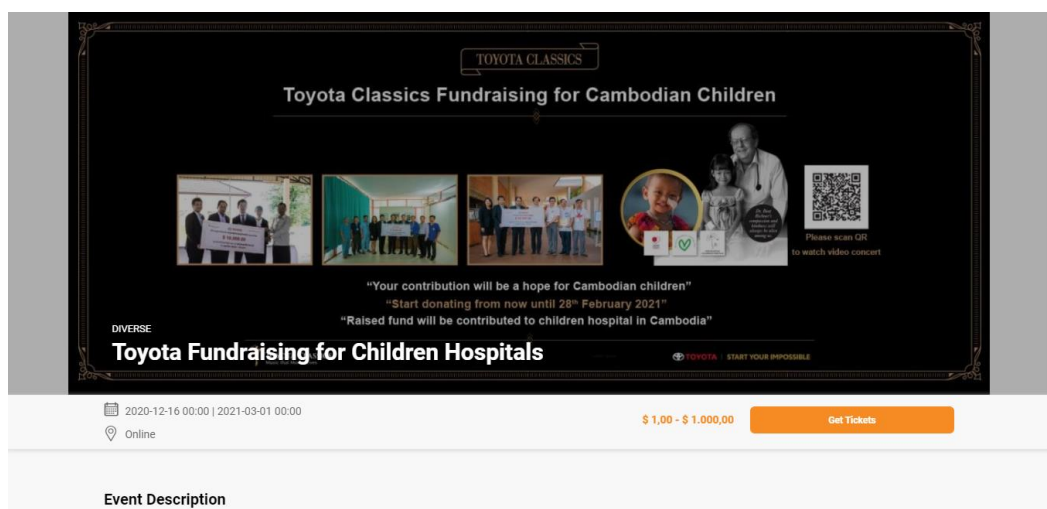 TOYOTA CLASSICS
Toyota Classics Fundraising for Cambodian Children
Please scan QR
to watch video concert
“Your contribution will be a hope for Cambodian children”
“Start donating from now until 28th February 2021”
“Raised fund will be contributed to children hospital in Cambodia”
DIVERSE
Toyota Fundraising for Children Hospitals
TOYOTA | START YOUR IMPOSSIBLE
2020-12-16 00:00 | 2021-03-01 00:00
$ 1,00 - $ 1.000,00
Get Tickets
Online
Event Description